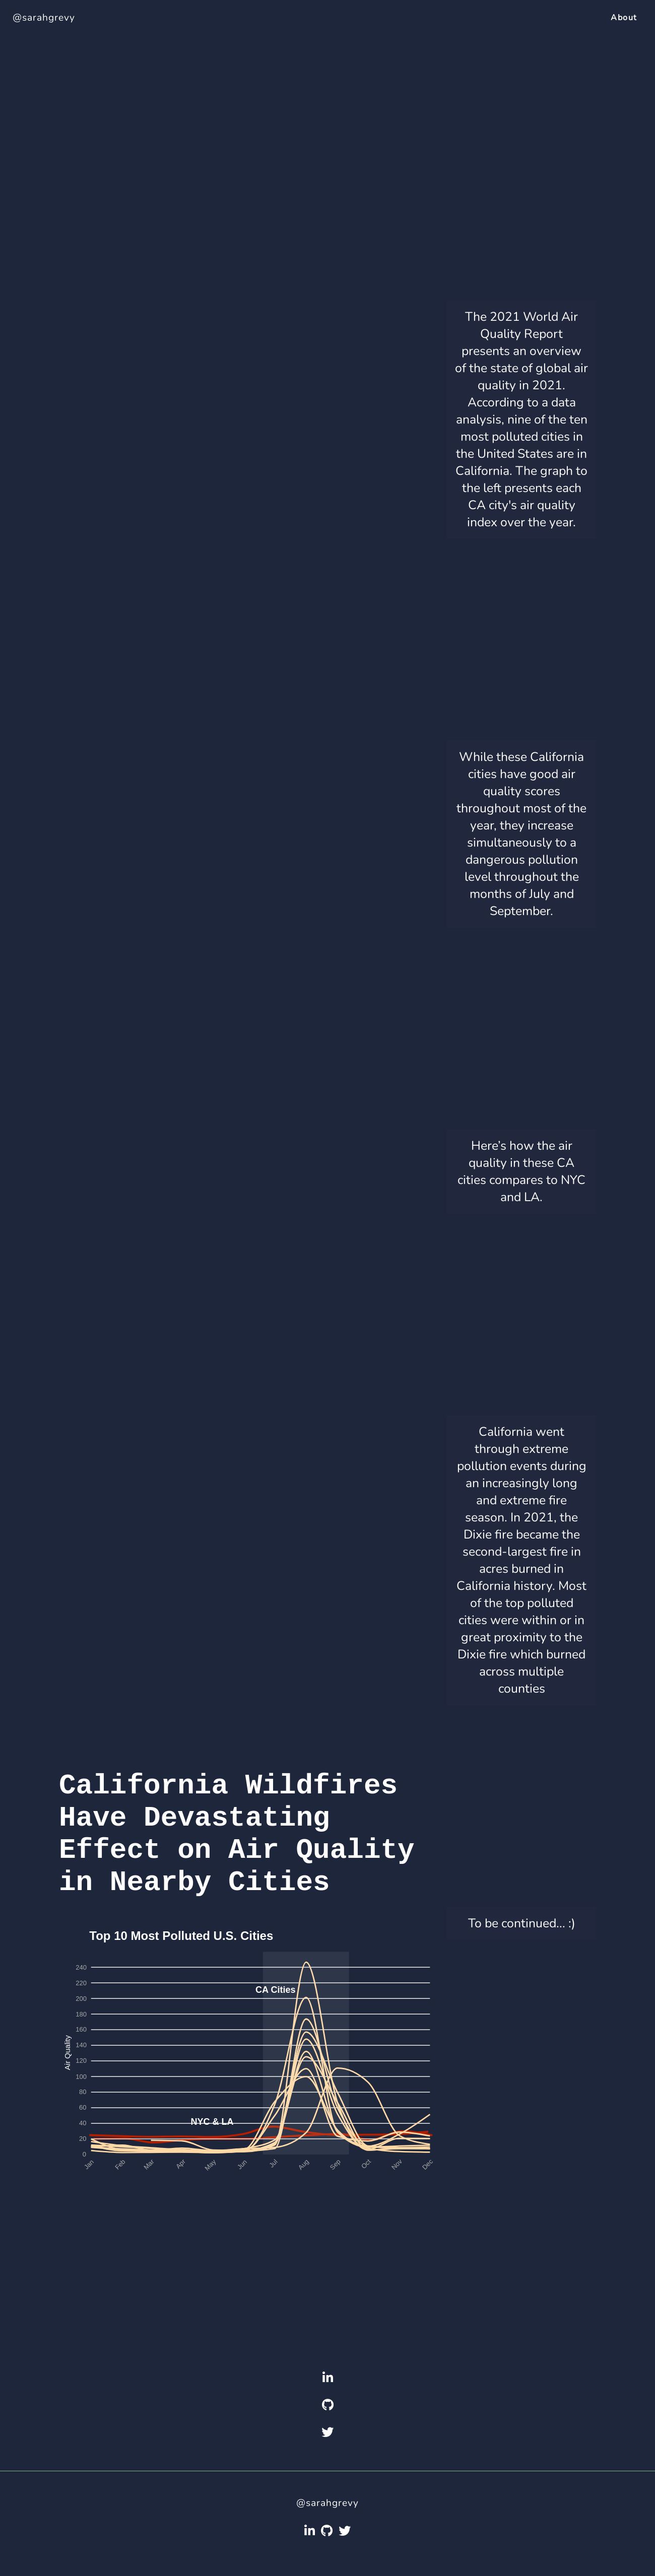 @sarahgrevy
About
The 2021 World Air
Quality Report
presents an overview
of the state of global air
quality in 2021.
According to a data
analysis, nine of the ten
most polluted cities in
the United States are in
California. The graph to
the left presents each
CA city's air quality
index over the year.
While these California
cities have good air
quality scores
throughout most of the
year, they increase
simultaneously to a
dangerous pollution
level throughout the
months of July and
September.
Here’s how the air
quality in these CA
cities compares to NYC
and LA.
California went
through extreme
pollution events during
an increasingly long
and extreme fire
season. In 2021, the
Dixie fire became the
second-largest fire in
acres burned in
California history. Most
of the top polluted
cities were within or in
great proximity to the
Dixie fire which burned
across multiple
counties
California Wildfires
Have Devastating
Effect on Air Quality
in Nearby Cities
To be continued... :)
Top 10 Most Polluted U.S. Cities
240
220
200
180
160
140
120
100
80
60
40
20
0
Air Quality
CA Cities
NYC & LA
Jan
Feb
Mar
Apr
May
Jun
Jul
Aug
Sep
Oct
Nov
Dec
@sarahgrevy